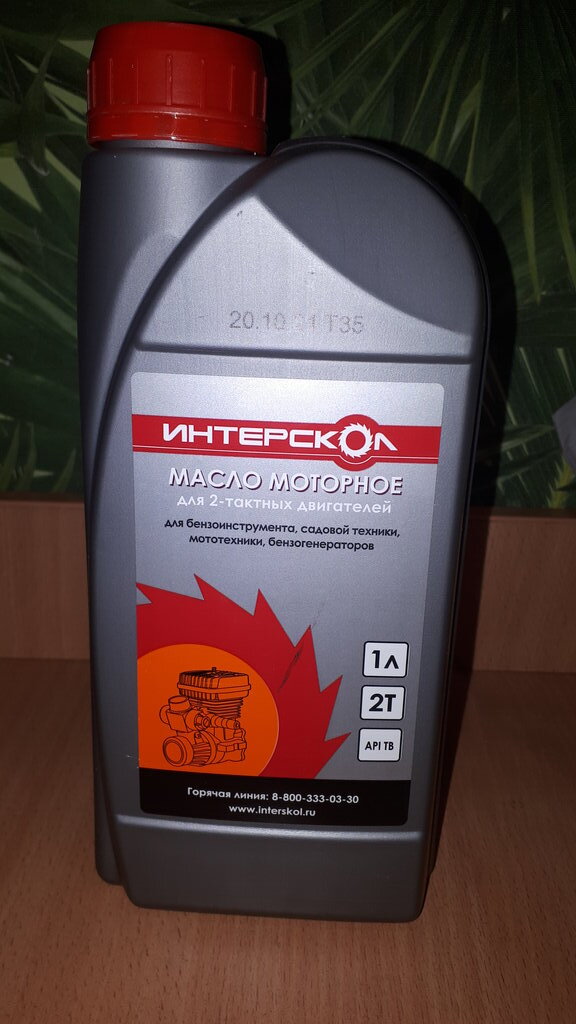 20.10 21 T35
ИНТЕРСКОЛ
МАСЛО МОТОРНОЕ
для 2-тактных двигателей
для бензоинструмента, садовой техники,
мототехники, бензогенераторов
1л
2T
API TB
Горячая линия: 8-800-333-03-30
www.interskol.ru